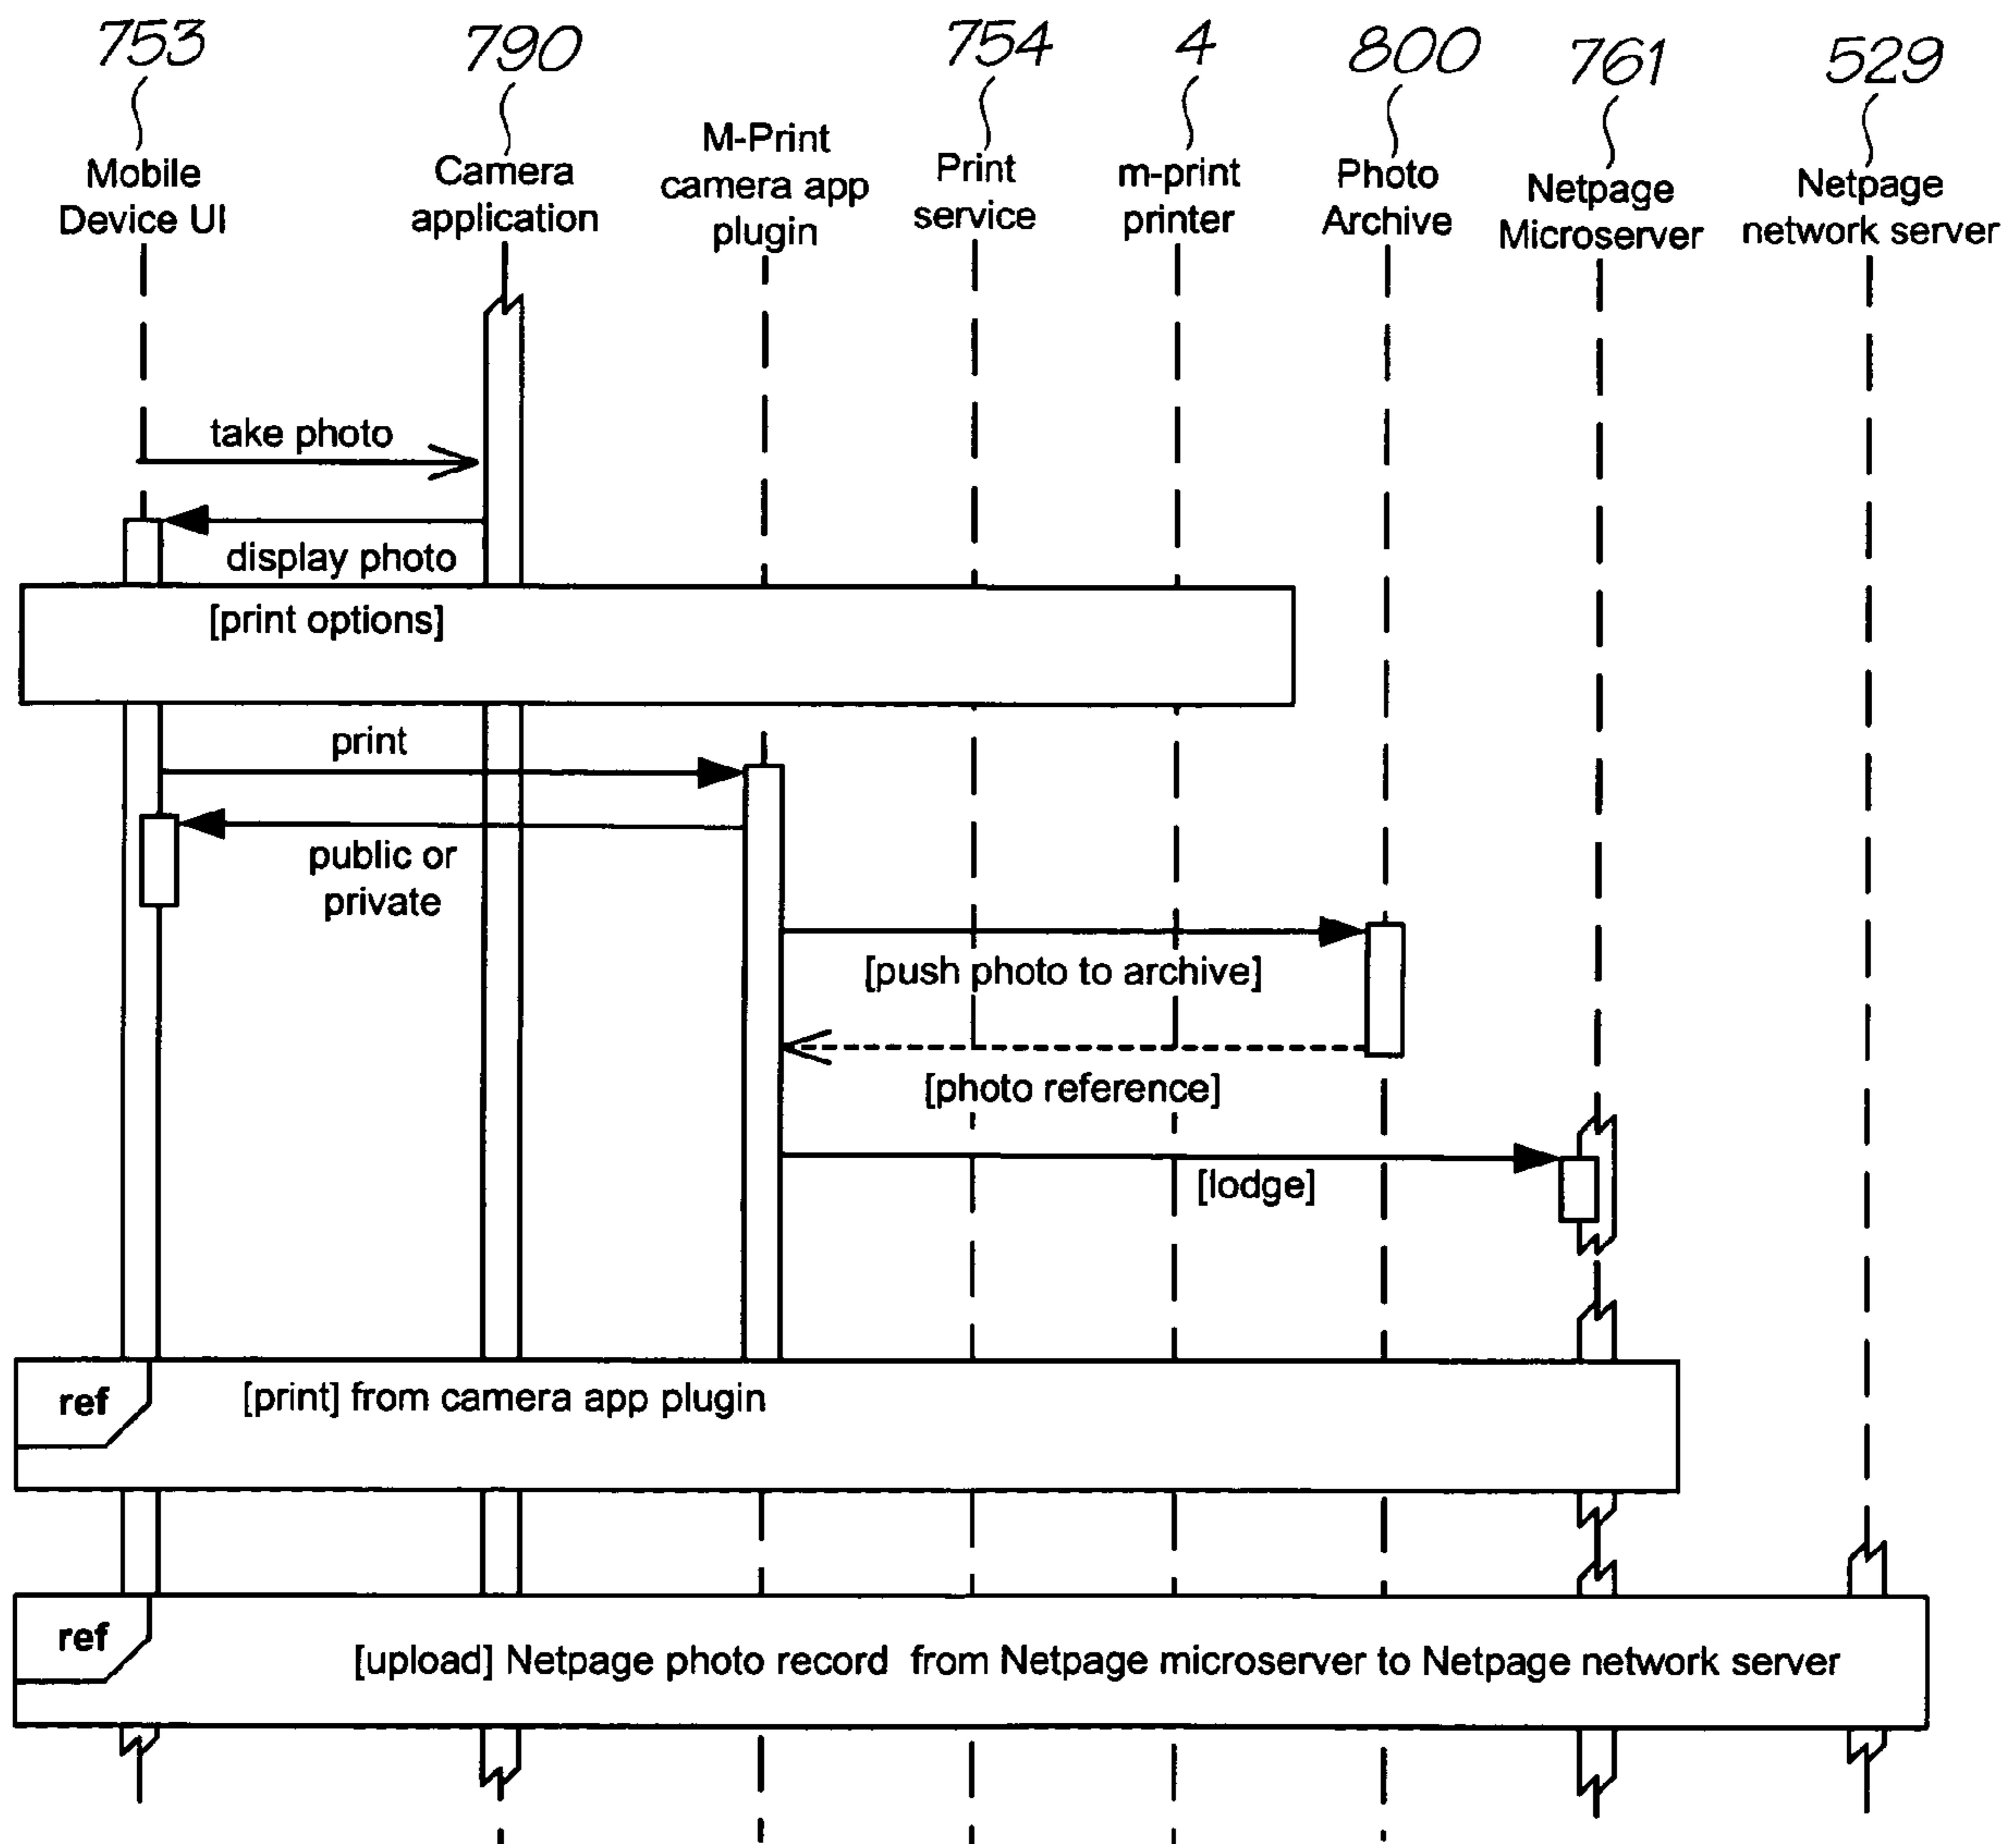 753
790
754
4
800
761
529
Mobile
Device UI
Camera
application
M-Print
camera app
plugin
Print
service
m-print
printer
Photo
Archive
Netpage
Microserver
Netpage
network server
take photo
display photo
[print options]
print
public or
private
[push photo to archive]
[photo reference]
[lodge]
ref
[print] from camera app plugin
ref
[upload] Netpage photo record from Netpage microserver to Netpage network server